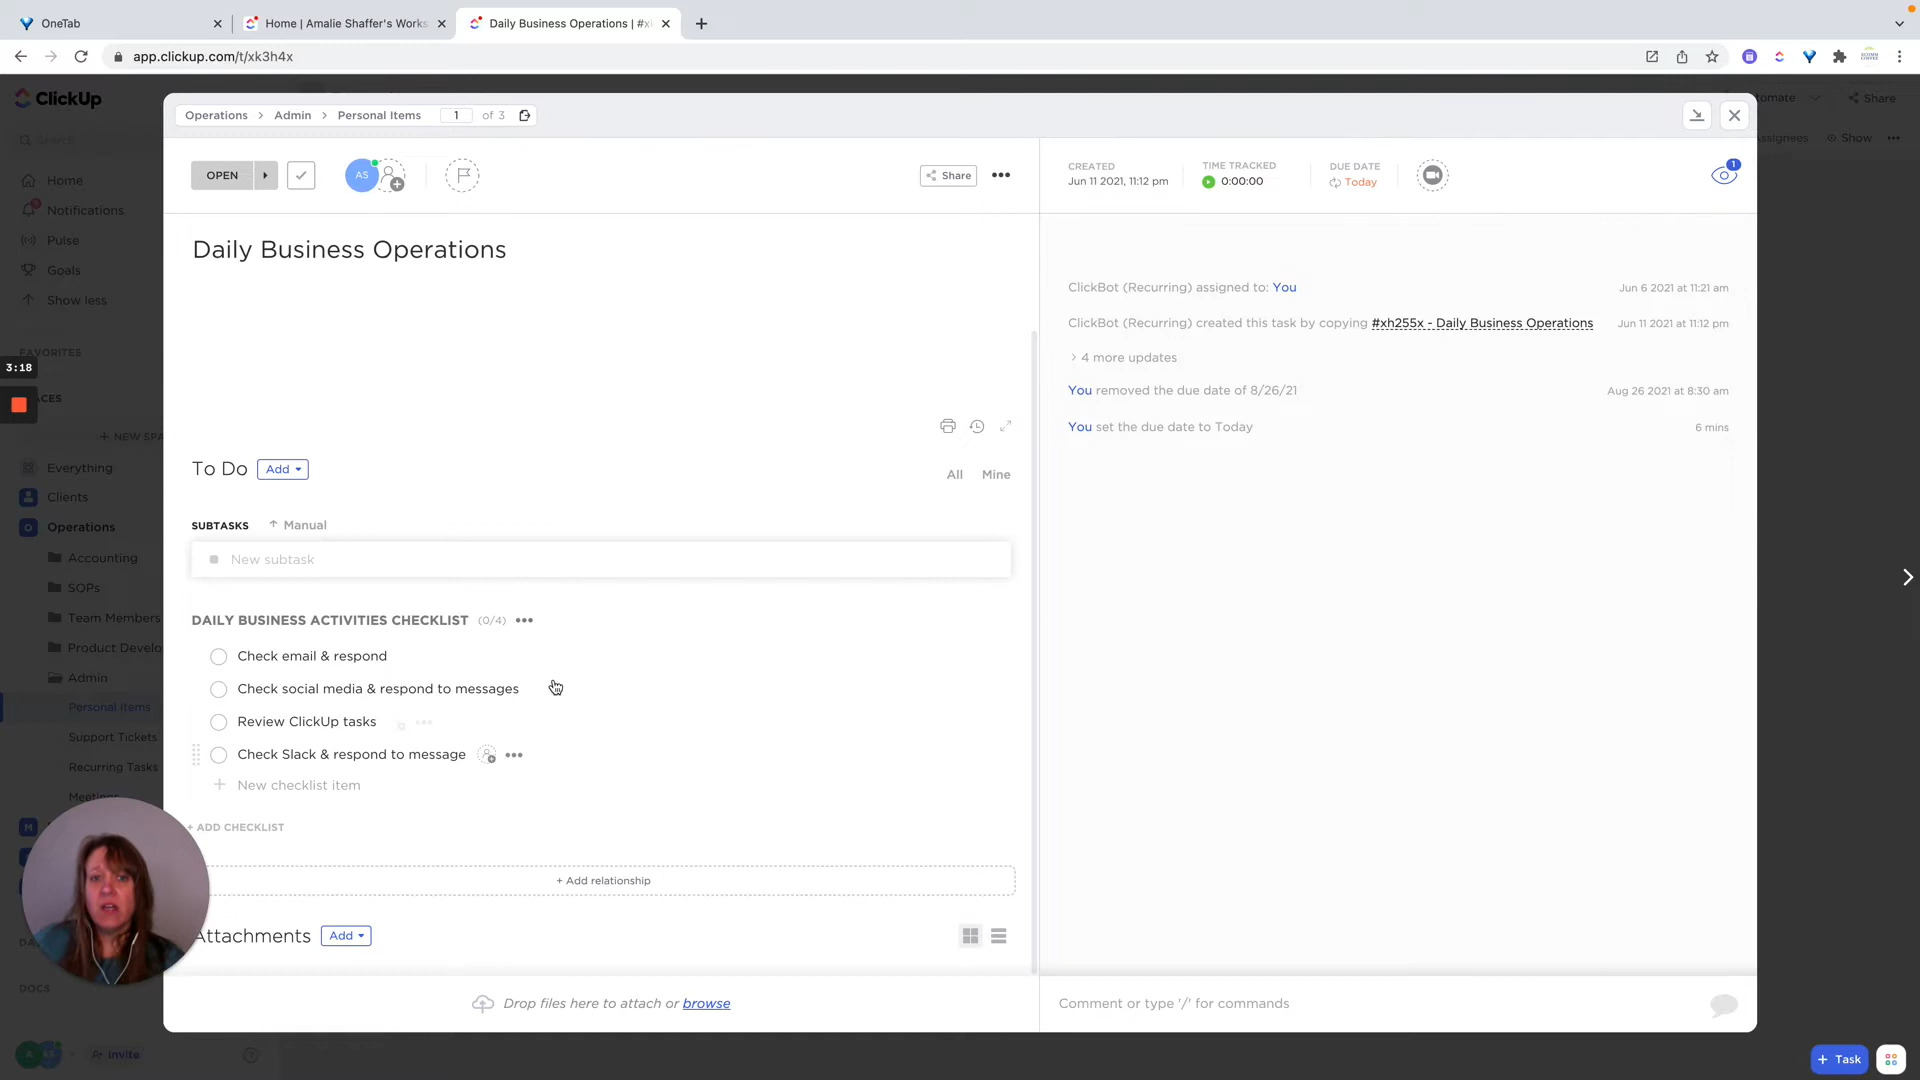 OneTab
Home | Amalie Shaffer's Works
Daily Business Operations | #x
app.clickup.com/t/xk3h4x
ClickUp
Share
Operations > Admin > Personal Items 1 of 3
Search
Assignees
Show
OPEN
AS
Share
CREATED
Jun 11 2021, 11:12 pm
TIME TRACKED
0:00:00
DUE DATE
Today
1
Home
Notifications
Pulse
Goals
Show less
FAVORITES
3:18
Everything
Clients
Operations
Accounting
SOPs
Team Members
Product Develo
Admin
Personal Items
Support Tickets
Recurring Tasks
Meetings
M
DOCS
Invite
Daily Business Operations
To Do Add
All Mine
SUBTASKS Manual
New subtask
DAILY BUSINESS ACTIVITIES CHECKLIST (0/4)
Check email & respond
Check social media & respond to messages
Review ClickUp tasks
Check Slack & respond to message
New checklist item
+ ADD CHECKLIST
+ Add relationship
Attachments Add
Drop files here to attach or browse
ClickBot (Recurring) assigned to: You
Jun 6 2021 at 11:21 am
ClickBot (Recurring) created this task by copying #xh255x - Daily Business Operations
Jun 11 2021 at 11:12 pm
4 more updates
You removed the due date of 8/26/21
Aug 26 2021 at 8:30 am
You set the due date to Today
6 mins
Comment or type '/' for commands
+ Task